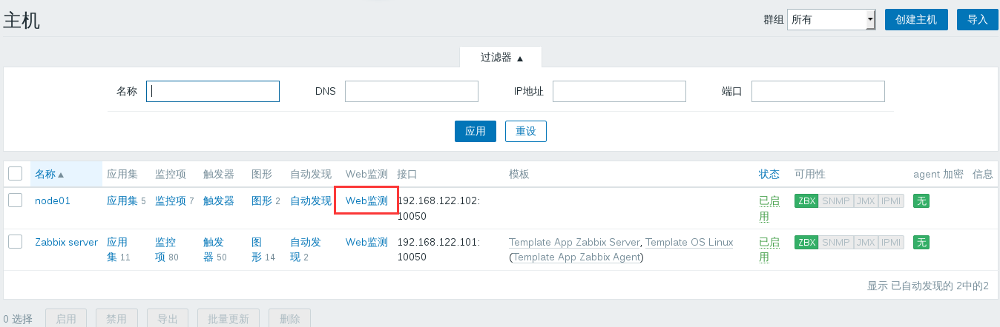 主机 群组 所有 创建主机 导入
过滤器 ▲
名称 DNS IP地址 端口
应用 重设
名称▲ 应用集 监控项 触发器 图形 自动发现 Web监测 接口 模板 状态 可用性 agent 加密 信息
node01 应用集 5 监控项 7 触发器 图形 2 自动发现 Web监测 192.168.122.102: 已启 ZBX SNMP JMX IPMI 无
10050 用
Zabbix server 应用 监控 触发 图 自动发 Web监测 192.168.122.101: Template App Zabbix Server, Template OS Linux 已启 ZBX SNMP JMX IPMI 无
集 11 项 80 器 50 形 14 现 2 10050 (Template App Zabbix Agent) 用
显示 已自动发现的 2中的2
0 选择 启用 禁用 导出 批量更新 删除